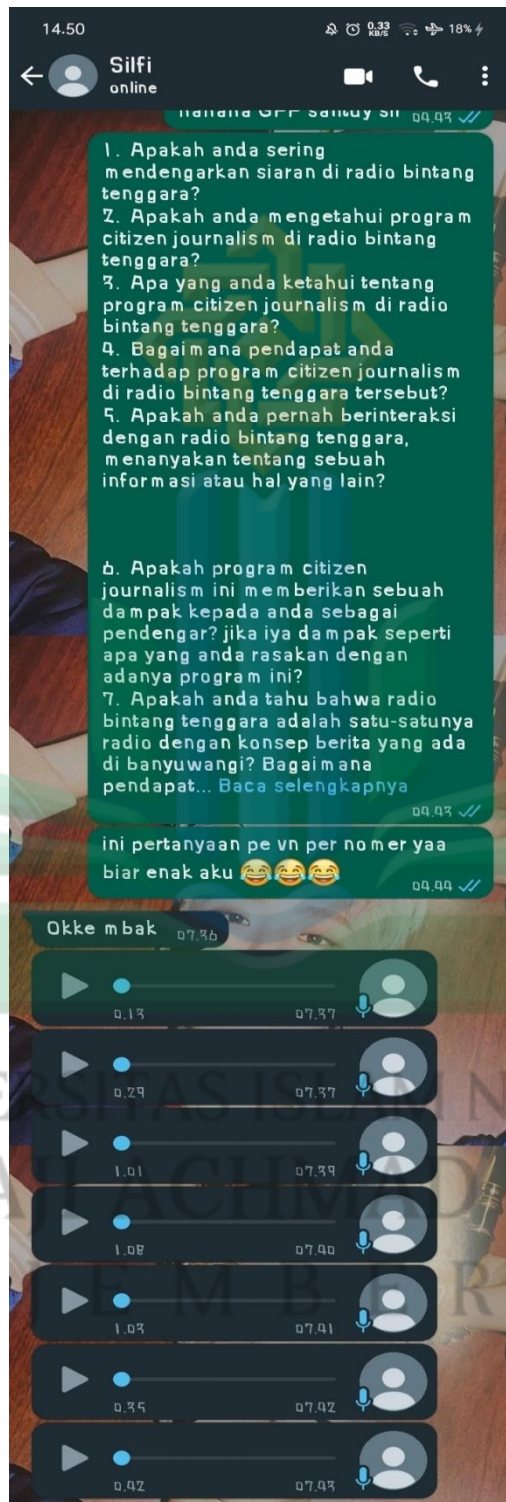 14.50
0.33
KB/S
18%
Silfi
online
04.43
1. Apakah anda sering
mendengarkan siaran di radio bintang
tenggara?
2. Apakah anda mengetahui program
citizen journalism di radio bintang
tenggara?
3. Apa yang anda ketahui tentang
program citizen journalism di radio
bintang tenggara?
4. Bagaimana pendapat anda
terhadap program citizen journalism
di radio bintang tenggara tersebut?
5. Apakah anda pernah berinteraksi
dengan radio bintang tenggara,
menanyakan tentang sebuah
informasi atau hal yang lain?
6. Apakah program citizen
journalism ini memberikan sebuah
dampak kepada anda sebagai
pendengar? jika iya dampak seperti
apa yang anda rasakan dengan
adanya program ini?
7. Apakah anda tahu bahwa radio
bintang tenggara adalah satu-satunya
radio dengan konsep berita yang ada
di banyuwangi? Bagaimana
pendapat... Baca selengkapnya
04.43
ini pertanyaan pe vn per nomer yaa
biar enak aku 😂😂😂
04.44
Okke mbak 07.36
0.13 07.37
0.29 07.37
1.01 07.39
1.08 07.40
1.03 07.41
0.35 07.42
0.42 07.43